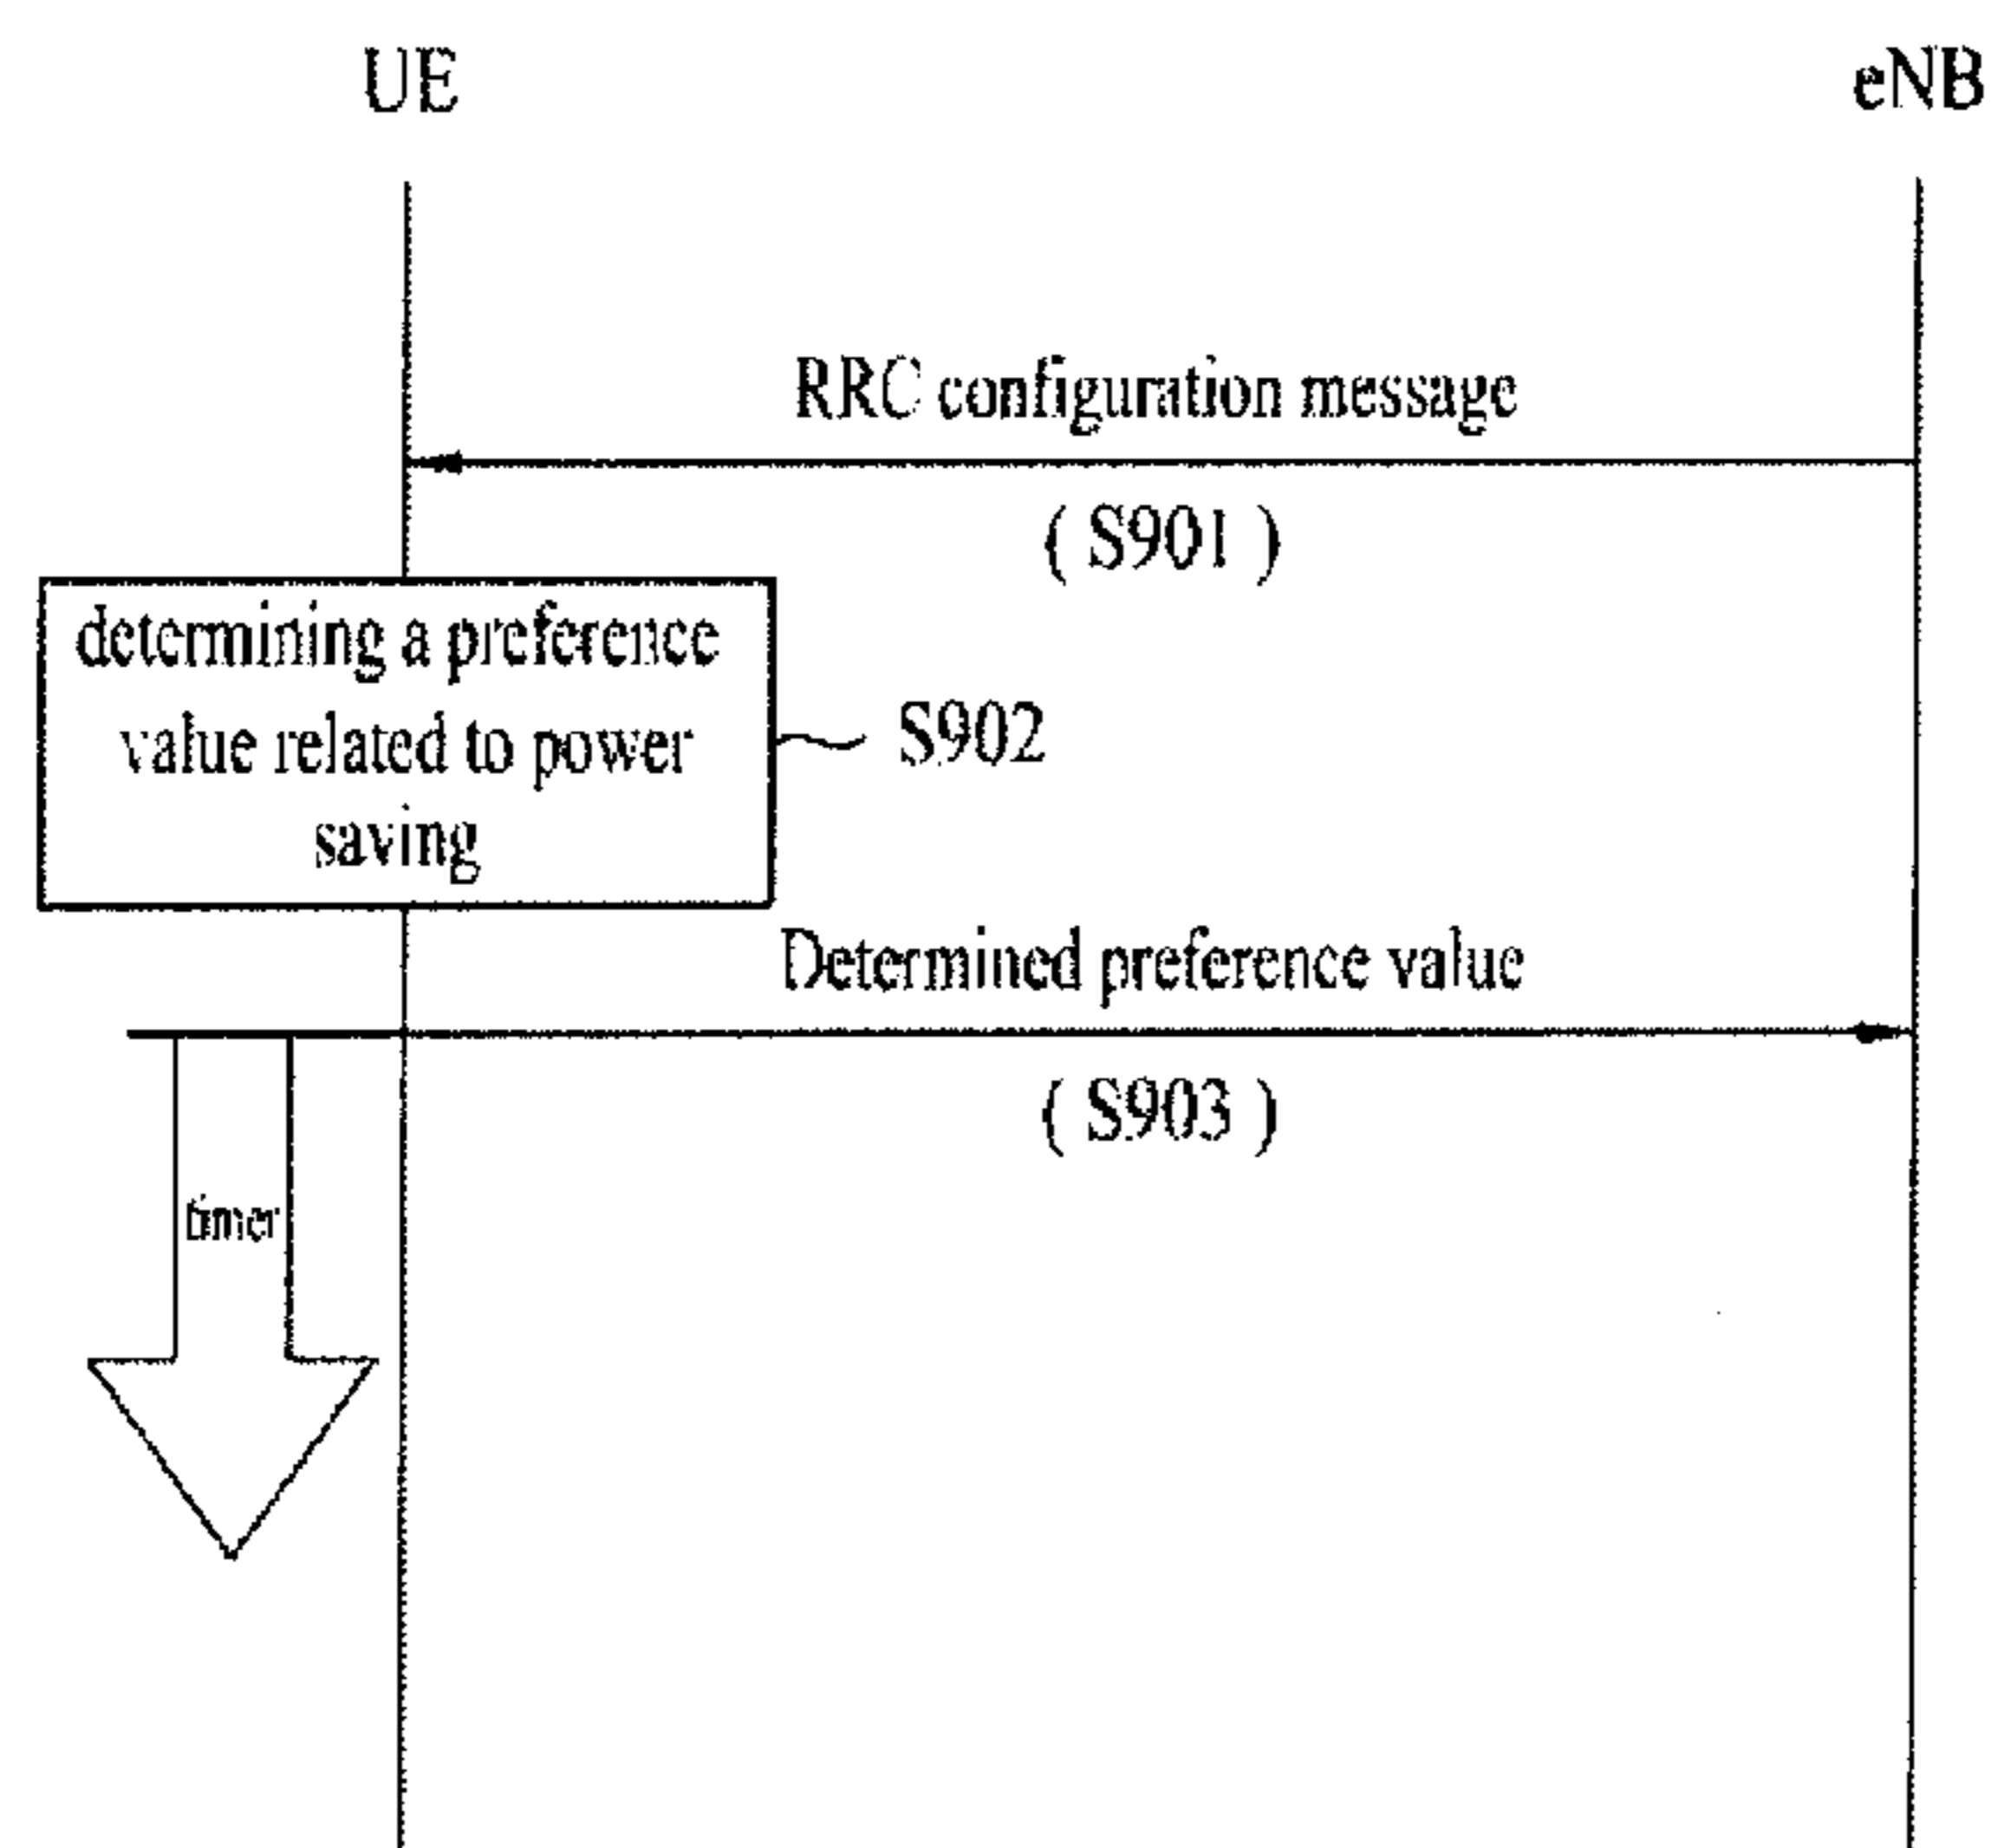 UE
eNB
RRC configuration message
( S901 )
determining a preference
value related to power
saving
S902
Determined preference value
( S903 )
timer